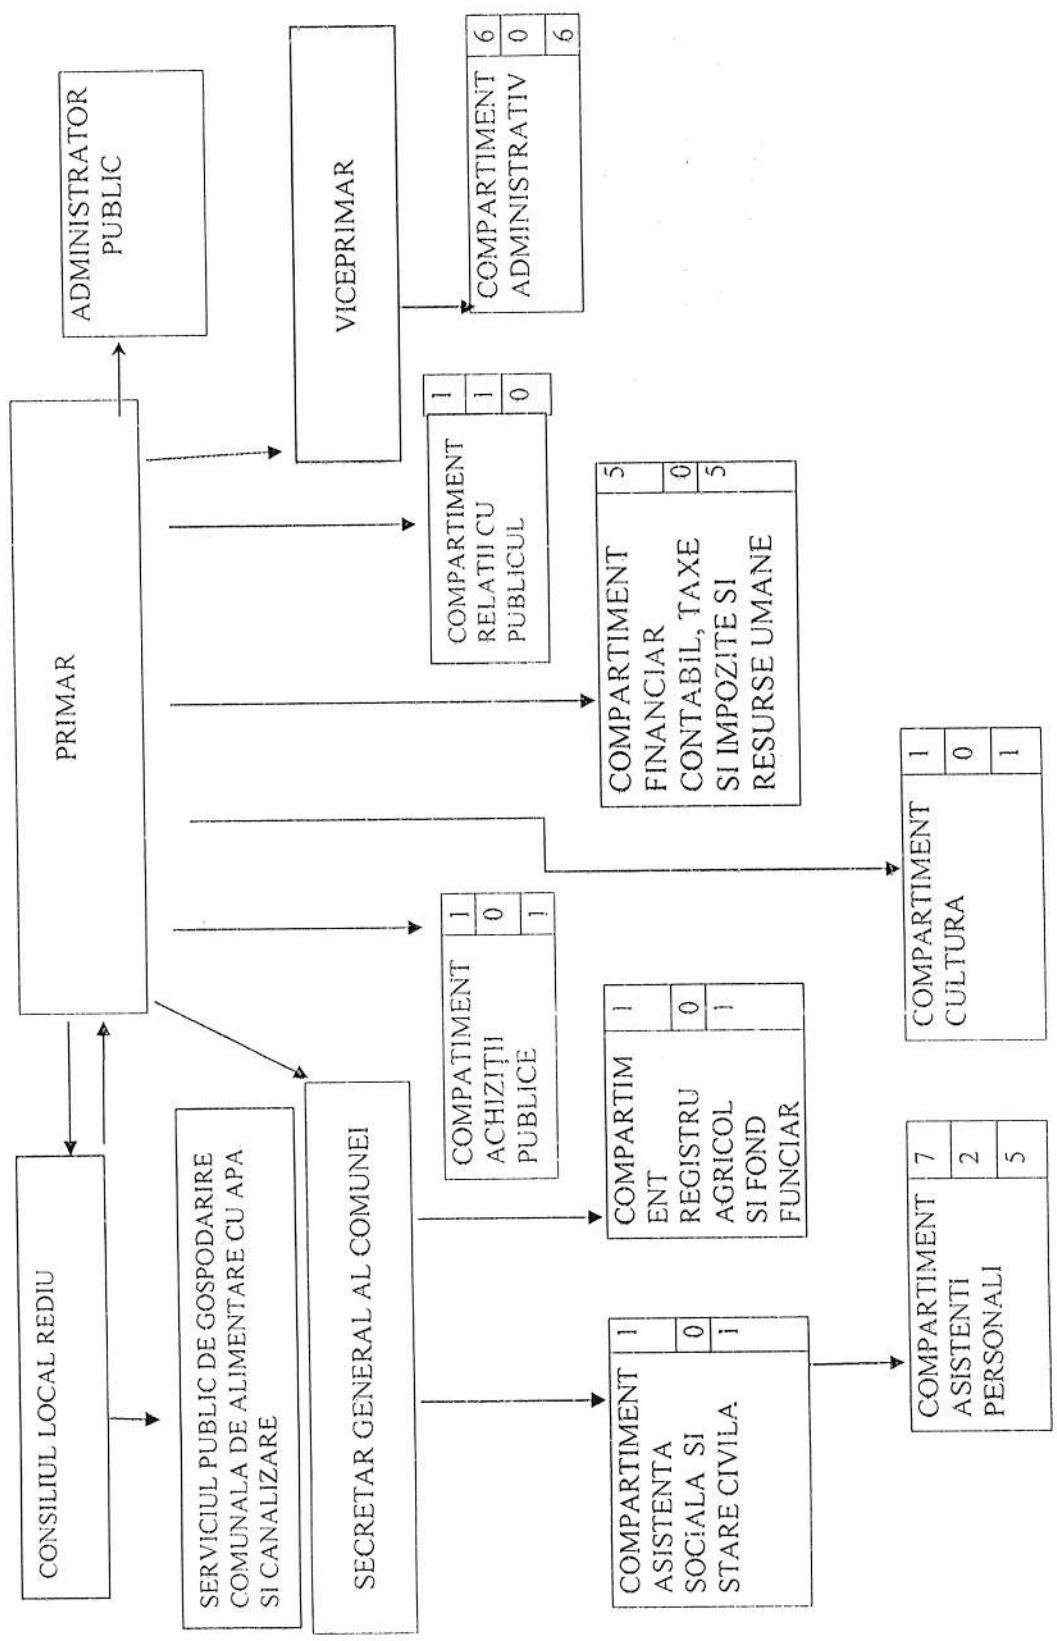 CONSILIUL LOCAL REDIU
PRIMAR
ADMINISTRATOR
PUBLIC
SERVICIUL PUBLIC DE GOSPODARIRE
COMUNALA DE ALIMENTARE CU APA
SI CANALIZARE
SECRETAR GENERAL AL COMUNEI
VICEPRIMAR
COMPATIMENT
ACHIZIȚII
PUBLICE
1
0
1
COMPARTIMENT
RELATII CU
PUBLICUL
1
1
0
COMPARTIMENT
ADMINISTRATIV
6
0
6
COMPARTIMENT
ASISTENTA
SOCIALA SI
STARE CIVILA
1
0
1
COMPARTIM
ENT
REGISTRU
AGRICOL
SI FOND
FUNCIAR
1
0
1
COMPARTIMENT
FINANCIAR
CONTABIL, TAXE
SI IMPOZITE SI
RESURSE UMANE
5
0
5
COMPARTIMENT
ASISTENTI
PERSONALI
7
2
5
COMPARTIMENT
CULTURA
1
0
1